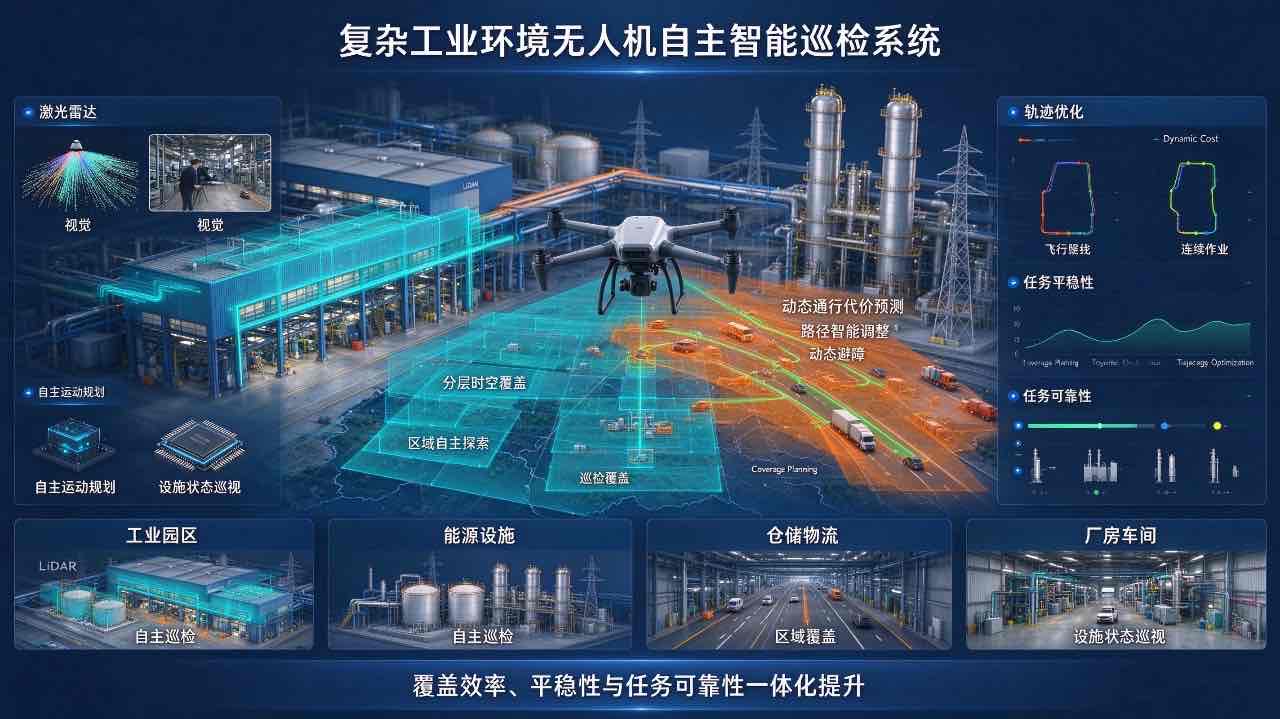 复杂工业环境无人机自主智能巡检系统
激光雷达
视觉
视觉
自主运动规划
自主运动规划
设施状态巡视
LiDAR
动态通行代价预测
路径智能调整
动态避障
分层时空覆盖
区域自主探索
巡检覆盖
Coverage Planning
轨迹优化
Dynamic Cost
连续作业
任务平稳性
Optimization
任务可靠性
工业园区
LiDAR
自主巡检
能源设施
自主巡检
仓储物流
区域覆盖
厂房车间
设施状态巡视
覆盖效率、平稳性与任务可靠性一体化提升